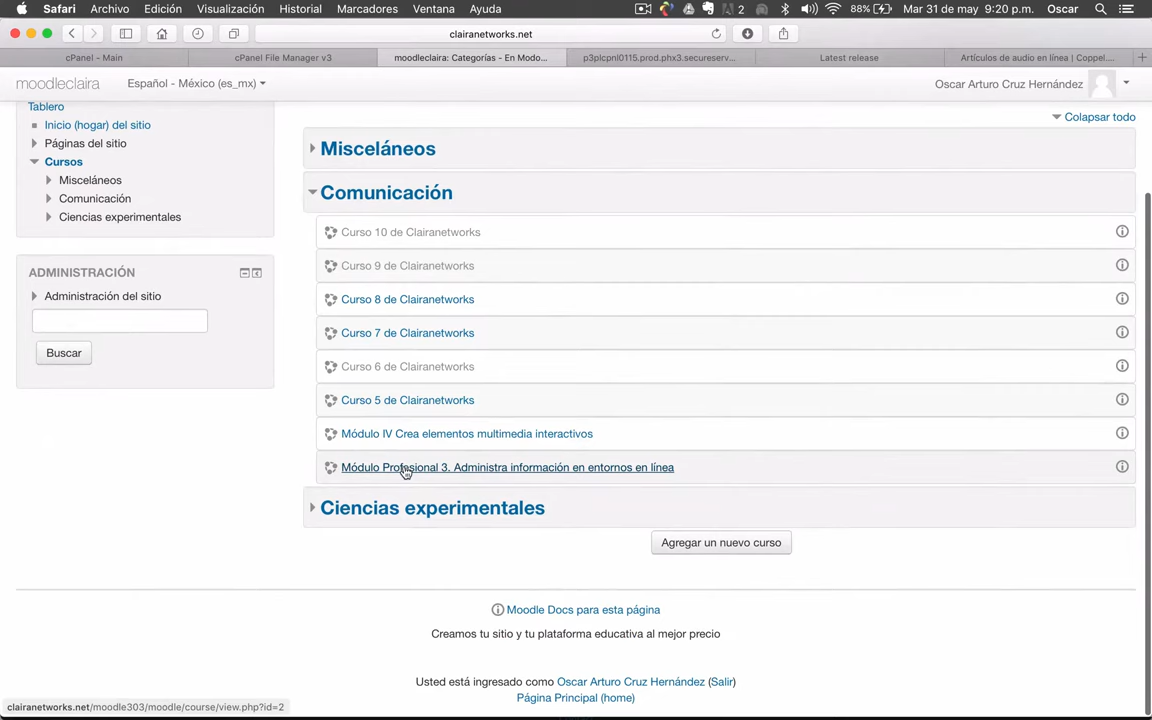 Safari Archivo Edición Visualización Historial Marcadores Ventana Ayuda 2 88% Mar 31 de may 9:20 p.m. Oscar
clairanetworks.net
cPanel - Main cPanel File Manager v3 moodleclaira: Categorías - En Modo... p3plcpnl0115.prod.phx3.secureserv... Latest release Artículos de audio en línea | Coppel....
moodleclaira Español - México (es_mx) Oscar Arturo Cruz Hernández
Tablero
Inicio (hogar) del sitio
Páginas del sitio
Cursos
Misceláneos
Comunicación
Ciencias experimentales
ADMINISTRACIÓN
Administración del sitio
Buscar
Colapsar todo
Misceláneos
Comunicación
Curso 10 de Clairanetworks
Curso 9 de Clairanetworks
Curso 8 de Clairanetworks
Curso 7 de Clairanetworks
Curso 6 de Clairanetworks
Curso 5 de Clairanetworks
Módulo IV Crea elementos multimedia interactivos
Módulo Profesional 3. Administra información en entornos en línea
Ciencias experimentales
Agregar un nuevo curso
Moodle Docs para esta página
Creamos tu sitio y tu plataforma educativa al mejor precio
Usted está ingresado como Oscar Arturo Cruz Hernández (Salir)
Página Principal (home)
clairanetworks.net/moodle303/moodle/course/view.php?id=2